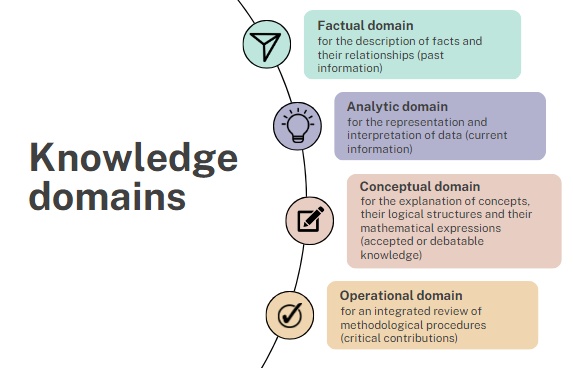 Knowledge
domains
Factual domain
for the description of facts and
their relationships (past
information)
Analytic domain
for the representation and
interpretation of data (current
information)
Conceptual domain
for the explanation of concepts,
their logical structures and their
mathematical expressions
(accepted or debatable
knowledge)
Operational domain
for an integrated review of
methodological procedures
(critical contributions)